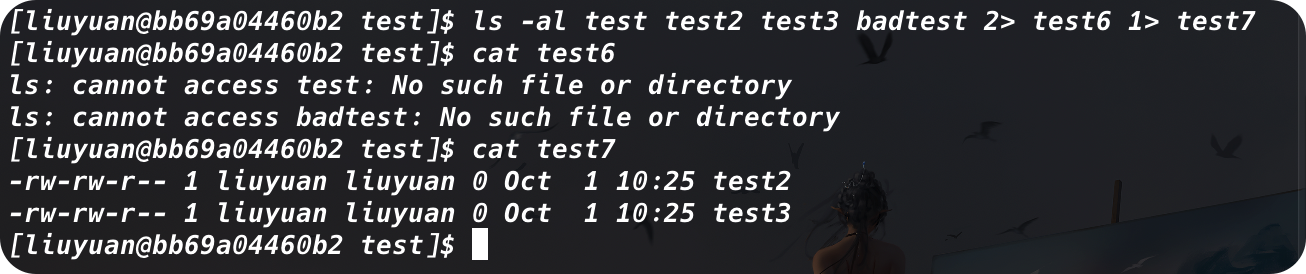 [liuyuan@bb69a04460b2 test]$ ls -al test test2 test3 badtest 2> test6 1> test7
[liuyuan@bb69a04460b2 test]$ cat test6
ls: cannot access test: No such file or directory
ls: cannot access badtest: No such file or directory
[liuyuan@bb69a04460b2 test]$ cat test7
-rw-rw-r-- 1 liuyuan liuyuan 0 Oct  1 10:25 test2
-rw-rw-r-- 1 liuyuan liuyuan 0 Oct  1 10:25 test3
[liuyuan@bb69a04460b2 test]$